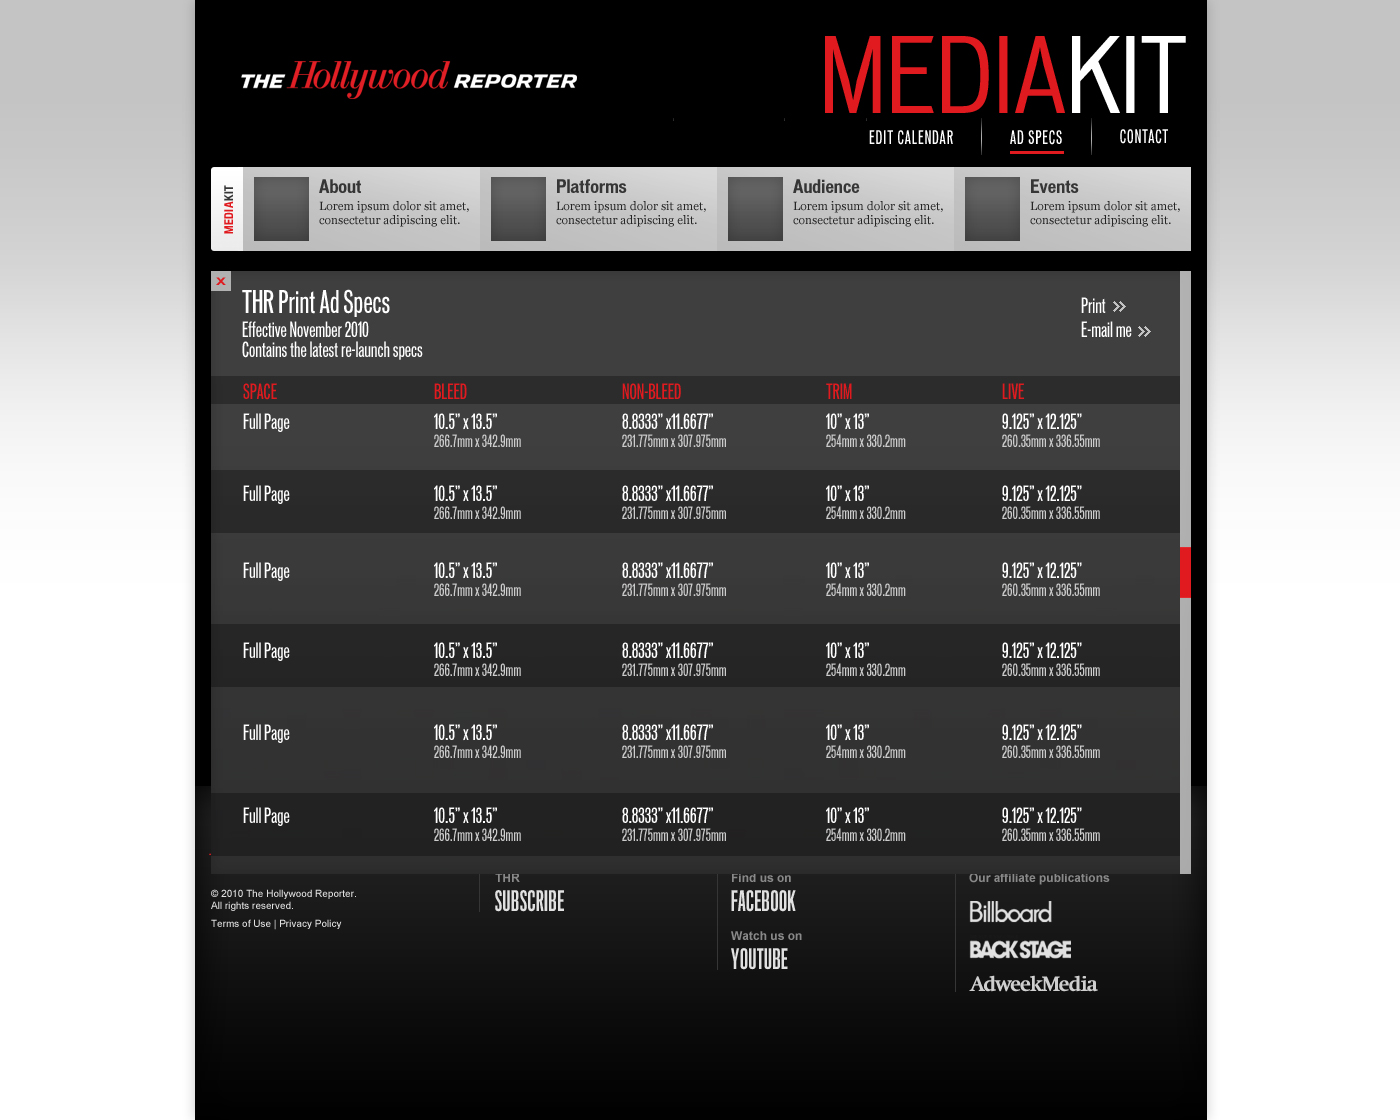 THE Hollywood REPORTER
MEDIAKIT
EDIT CALENDAR AD SPECS CONTACT
MEDIAKIT
About
Lorem ipsum dolor sit amet,
consectetur adipiscing elit.
Platforms
Lorem ipsum dolor sit amet,
consectetur adipiscing elit.
Audience
Lorem ipsum dolor sit amet,
consectetur adipiscing elit.
Events
Lorem ipsum dolor sit amet,
consectetur adipiscing elit.
x
THR Print Ad Specs
Effective November 2010
Contains the latest re-launch specs
Print »
E-mail me »
SPACE BLEED NON-BLEED TRIM LIVE
Full Page 10.5” x 13.5” 8.8333” x11.6677” 10” x 13” 9.125” x 12.125”
266.7mm x 342.9mm 231.775mm x 307.975mm 254mm x 330.2mm 260.35mm x 336.55mm
Full Page 10.5” x 13.5” 8.8333” x11.6677” 10” x 13” 9.125” x 12.125”
266.7mm x 342.9mm 231.775mm x 307.975mm 254mm x 330.2mm 260.35mm x 336.55mm
Full Page 10.5” x 13.5” 8.8333” x11.6677” 10” x 13” 9.125” x 12.125”
266.7mm x 342.9mm 231.775mm x 307.975mm 254mm x 330.2mm 260.35mm x 336.55mm
Full Page 10.5” x 13.5” 8.8333” x11.6677” 10” x 13” 9.125” x 12.125”
266.7mm x 342.9mm 231.775mm x 307.975mm 254mm x 330.2mm 260.35mm x 336.55mm
Full Page 10.5” x 13.5” 8.8333” x11.6677” 10” x 13” 9.125” x 12.125”
266.7mm x 342.9mm 231.775mm x 307.975mm 254mm x 330.2mm 260.35mm x 336.55mm
Full Page 10.5” x 13.5” 8.8333” x11.6677” 10” x 13” 9.125” x 12.125”
266.7mm x 342.9mm 231.775mm x 307.975mm 254mm x 330.2mm 260.35mm x 336.55mm
© 2010 The Hollywood Reporter.
All rights reserved.
Terms of Use | Privacy Policy
THR
SUBSCRIBE
Find us on
FACEBOOK
Watch us on
YOUTUBE
Our affiliate publications
Billboard
BACK STAGE
AdweekMedia